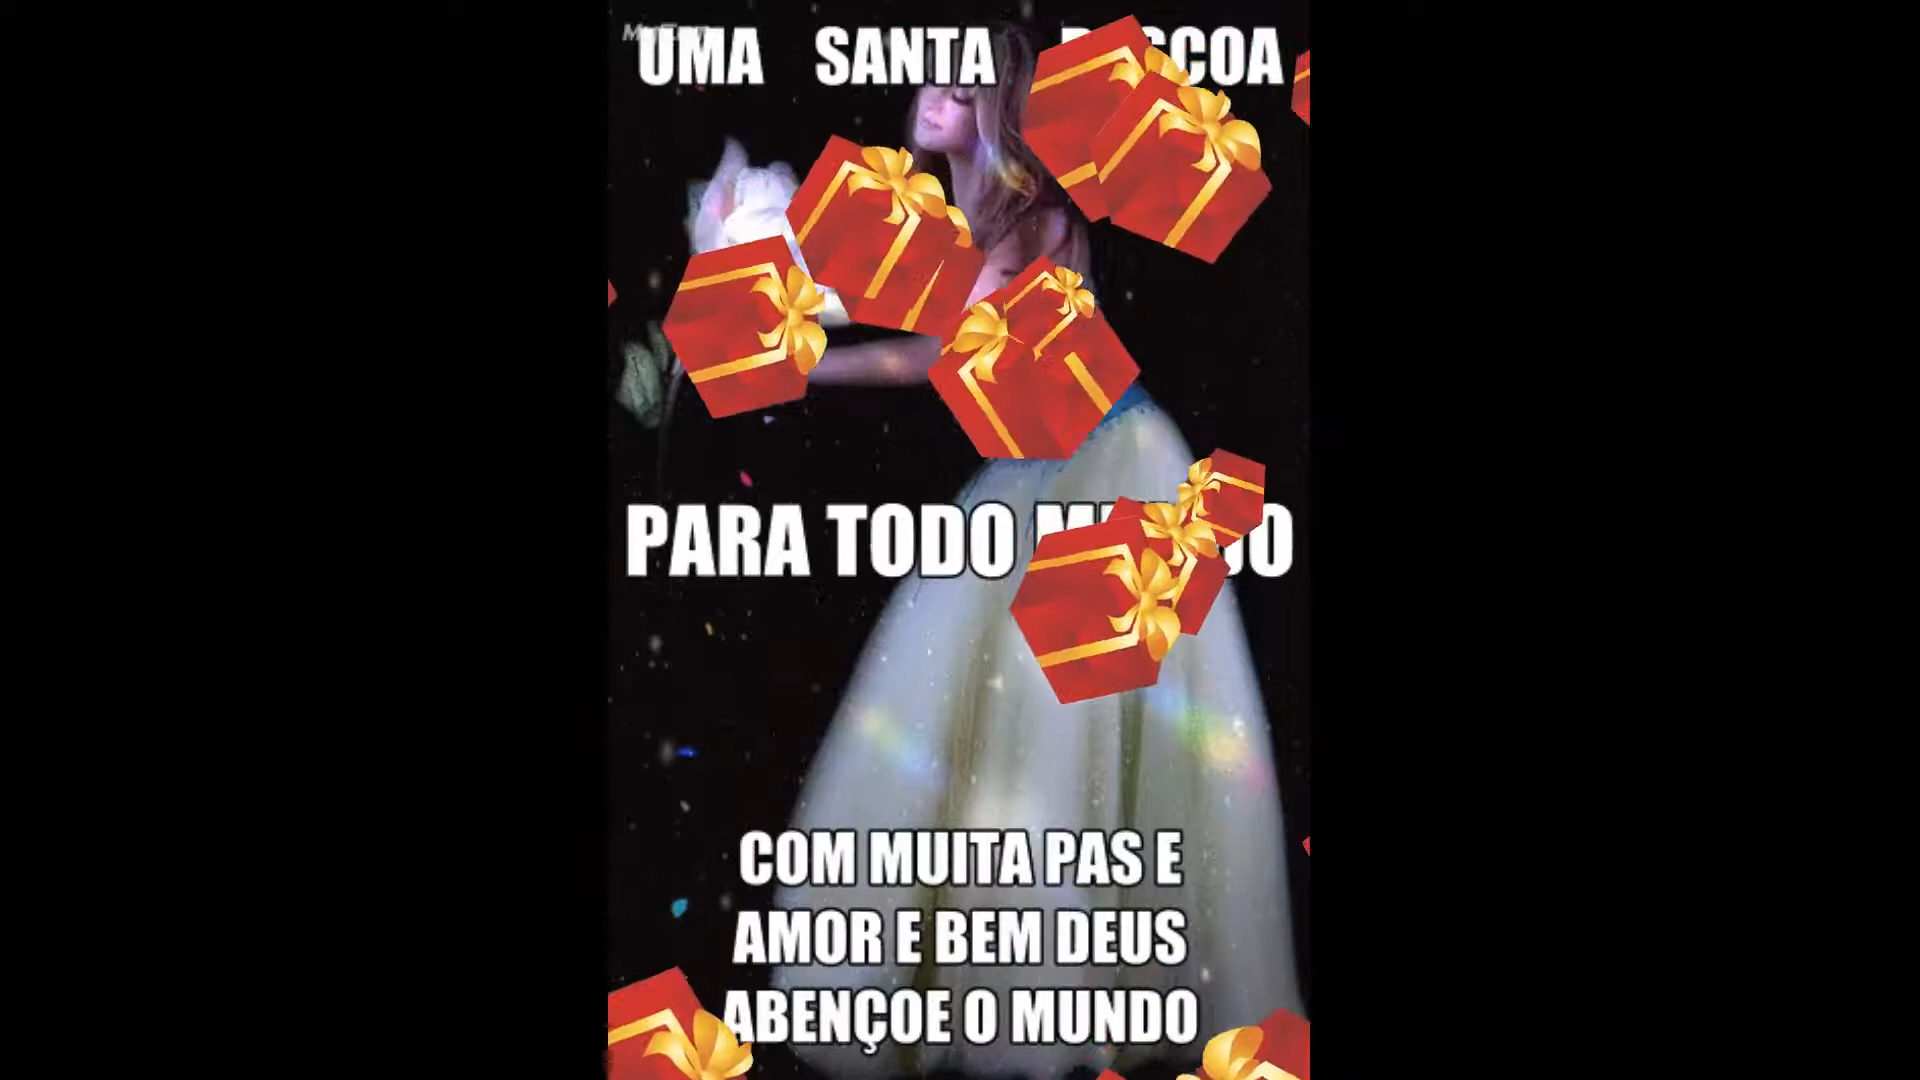 UMA SANTA
PARA TODO
COM MUITA PAS E
AMOR E BEM DEUS
ABENÇOE O MUNDO